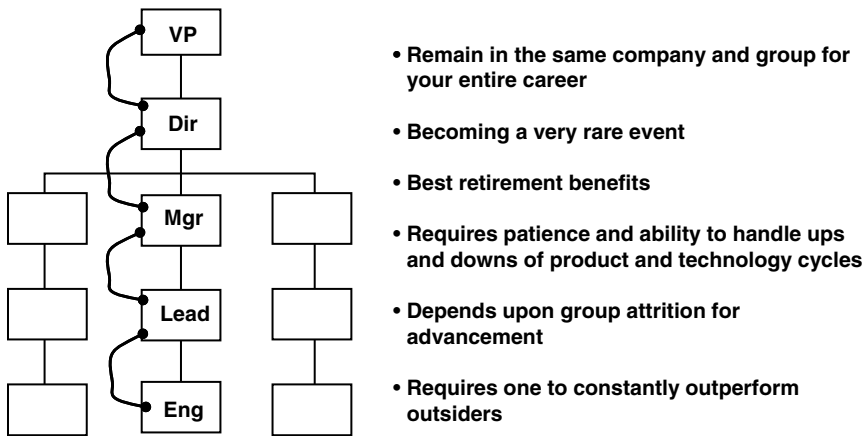 VP
Dir
Mgr
Lead
Eng
• Remain in the same company and group for
your entire career
• Becoming a very rare event
• Best retirement benefits
• Requires patience and ability to handle ups
and downs of product and technology cycles
• Depends upon group attrition for
advancement
• Requires one to constantly outperform
outsiders